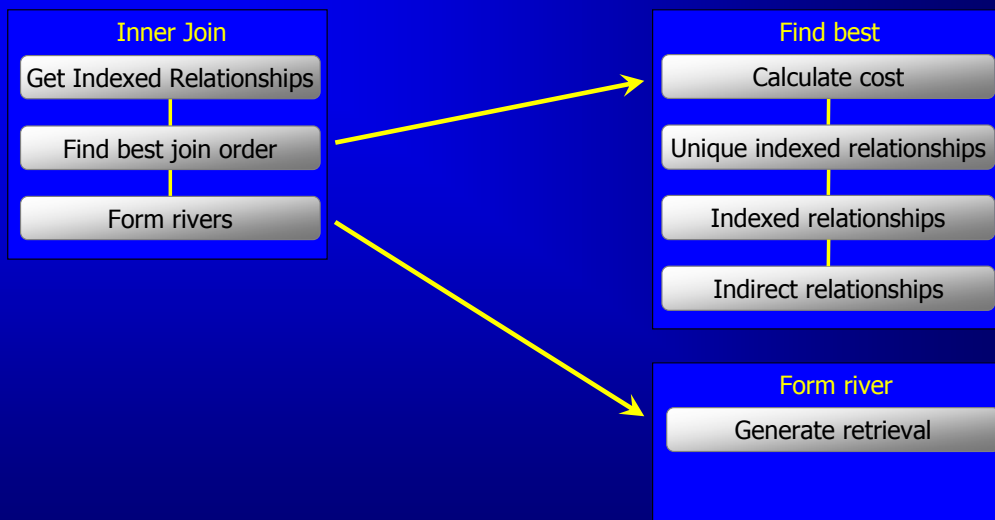 Inner Join
Get Indexed Relationships
Find best join order
Form rivers
Find best
Calculate cost
Unique indexed relationships
Indexed relationships
Indirect relationships
Form river
Generate retrieval